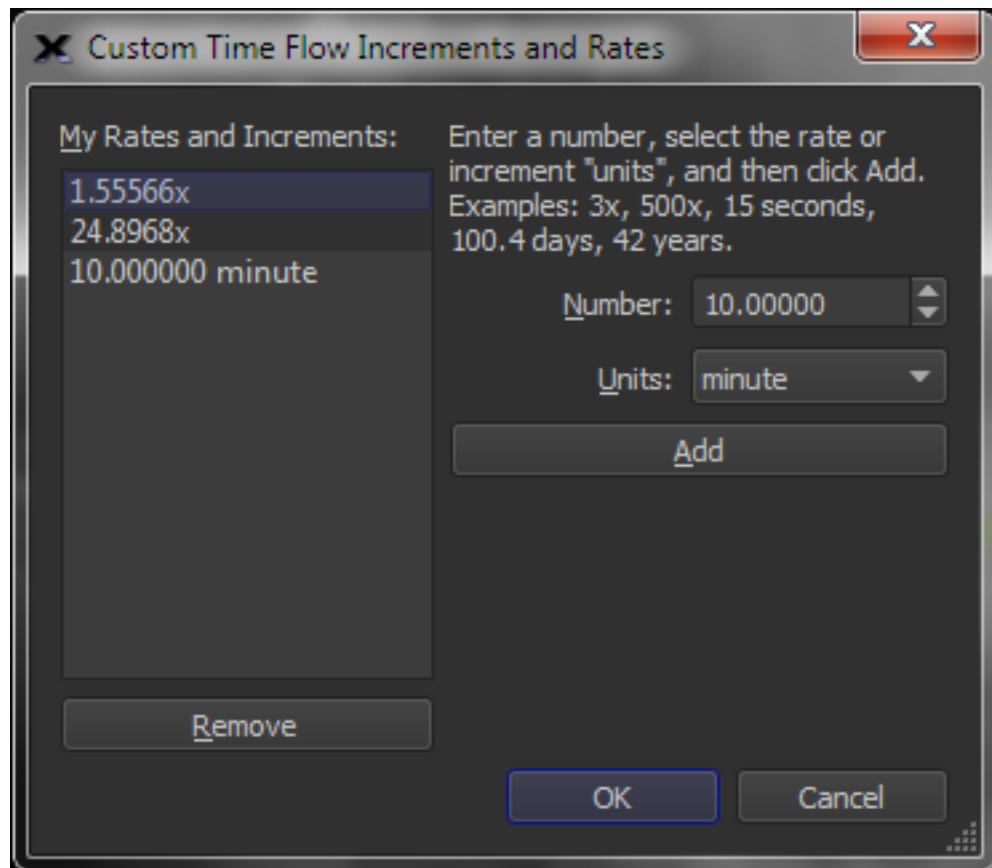 Custom Time Flow Increments and Rates
My Rates and Increments:
1.55566x
24.8968x
10.000000 minute
Remove
Enter a number, select the rate or
increment "units", and then click Add.
Examples: 3x, 500x, 15 seconds,
100.4 days, 42 years.
Number: 10.00000
Units: minute
Add
OK Cancel